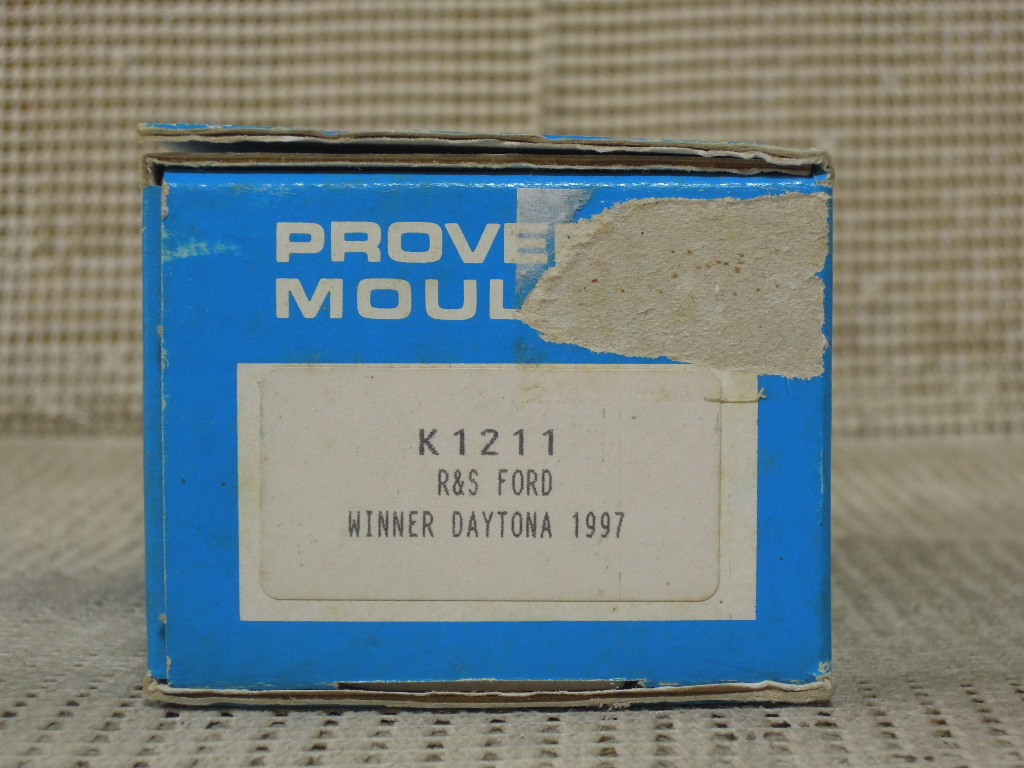 PROVE
MOUL
K1211
R&S FORD
WINNER DAYTONA 1997